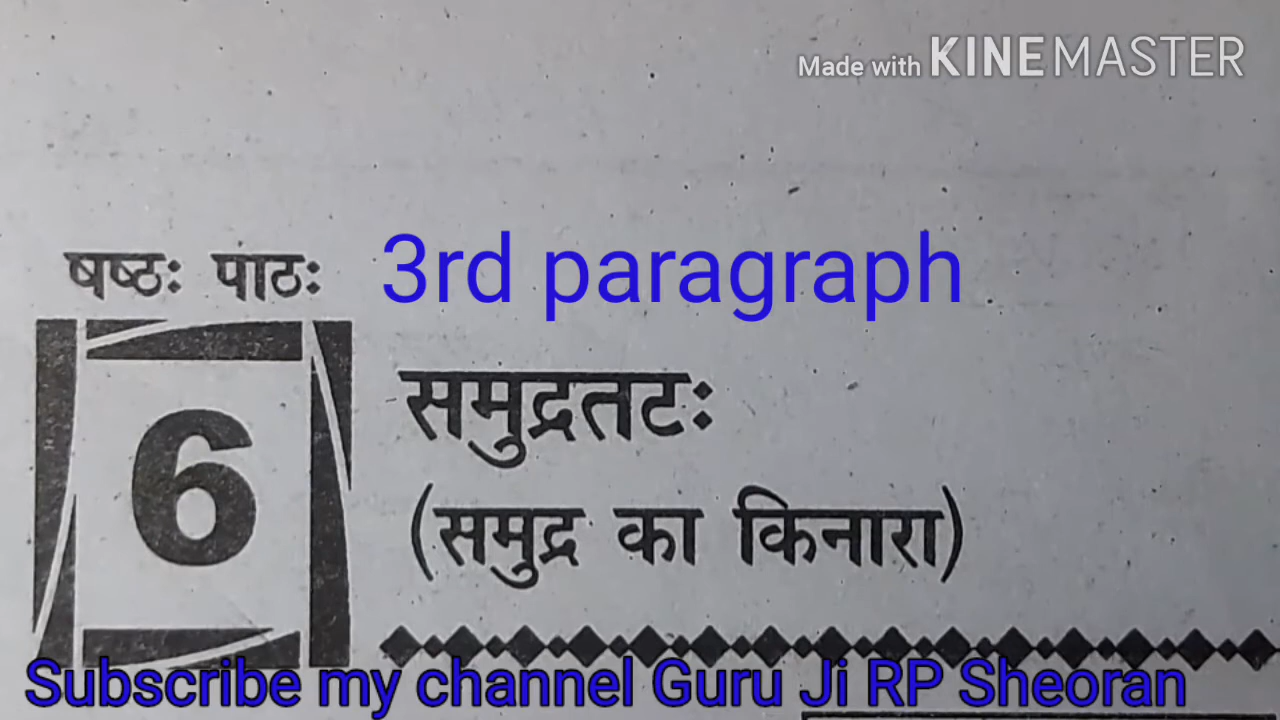 Made with KINEMASTER
षष्ठः पाठः 3rd paragraph
6
समुद्रतटः
(समुद्र का किनारा)
Subscribe my channel Guru Ji RP Sheoran